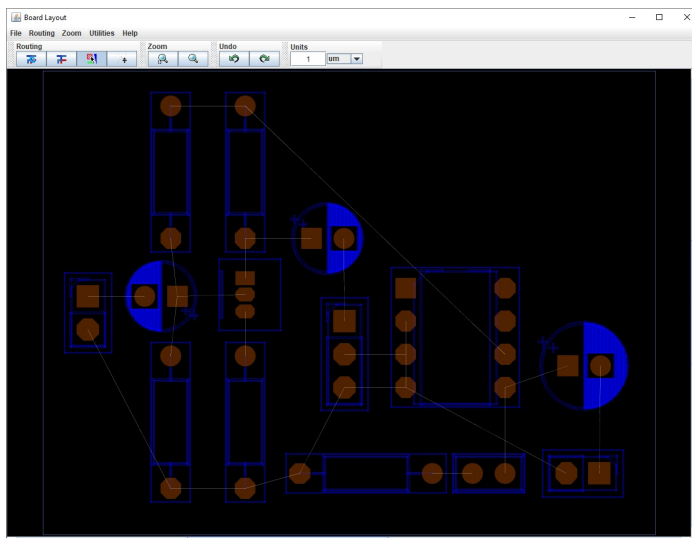 Board Layout
File Routing Zoom Utilities Help
Routing Zoom Undo Units
1 um